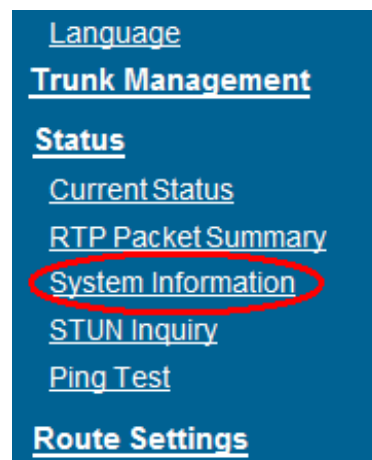 Language
Trunk Management
Status
Current Status
RTP Packet Summary
System Information
STUN Inquiry
Ping Test
Route Settings